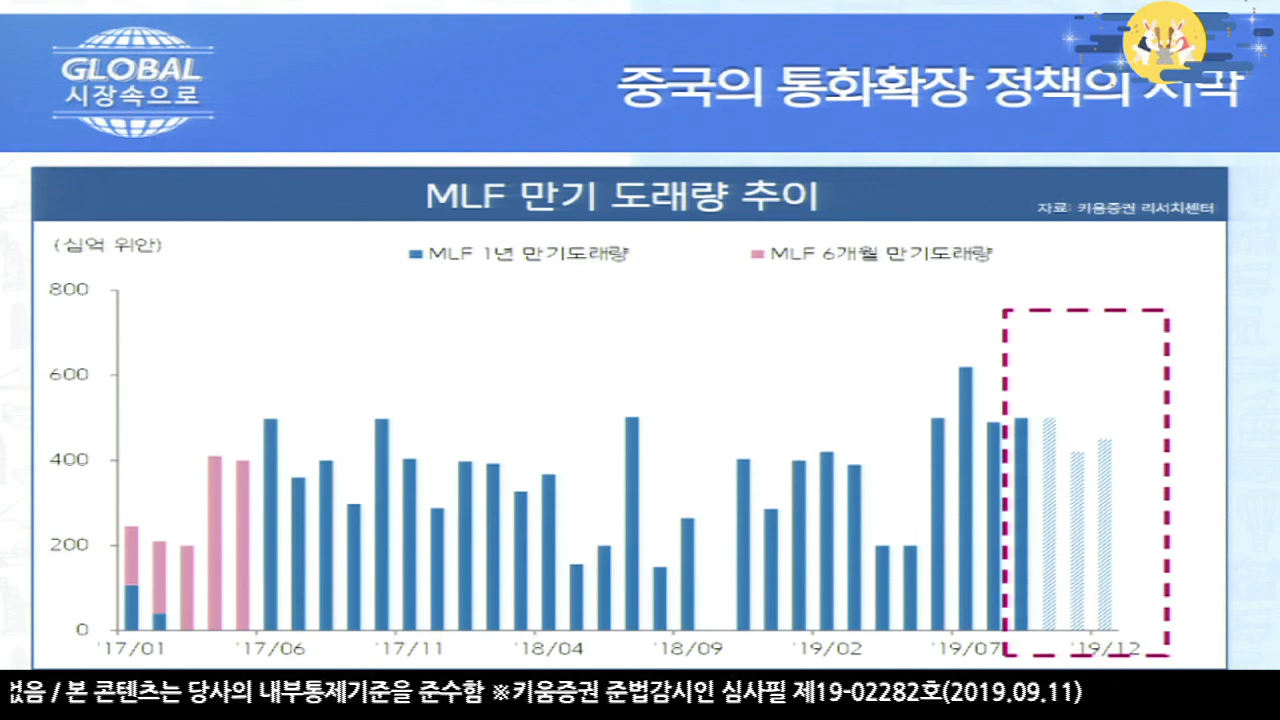 GLOBAL
시장속으로
중국의 통화확장 정책의 시작
MLF 만기 도래량 추이
자료: 키움증권 리서치센터
(십억 위안)
MLF 1년 만기도래량
MLF 6개월 만기도래량
800
600
400
200
0
'17/01 '17/06 '17/11 '18/04 '18/09 '19/02 '19/07 '19/12
없음 / 본 콘텐츠는 당사의 내부통제기준을 준수함 ※키움증권 준법감시인 심사필 제19-02282호(2019.09.11)